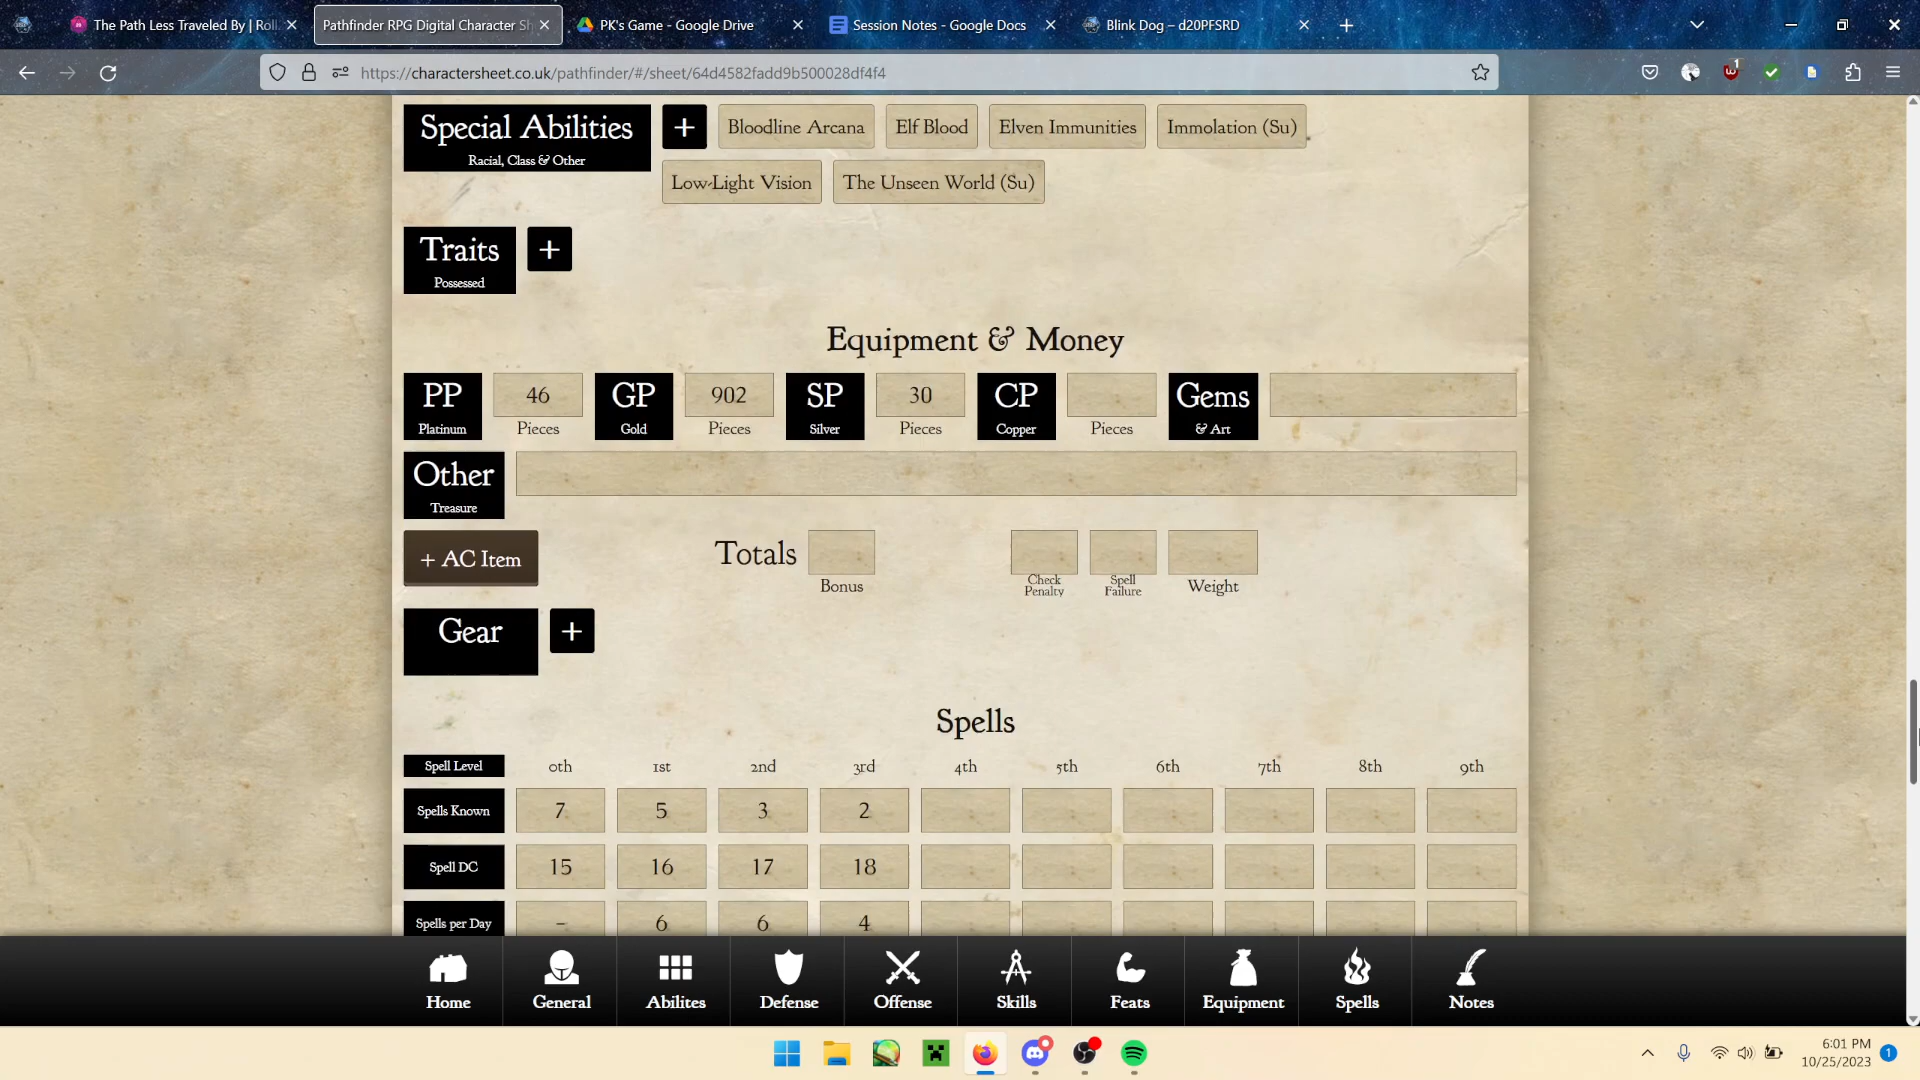 The Path Less Traveled By | Roll
Pathfinder RPG Digital Character Sh
PK's Game - Google Drive
Session Notes - Google Docs
Blink Dog – d20PFSRD
https://charactersheet.co.uk/pathfinder/#/sheet/64d4582fadd9b500028df4f4
1
Special Abilities
Racial, Class & Other
+
Bloodline Arcana
Elf Blood
Elven Immunities
Immolation (Su)
Low-Light Vision
The Unseen World (Su)
Traits
Possessed
+
Equipment & Money
PP
Platinum
46
Pieces
GP
Gold
902
Pieces
SP
Silver
30
Pieces
CP
Copper
Pieces
Gems
& Art
Other
Treasure
+ AC Item
Totals
Bonus
Check Penalty
Spell Failure
Weight
Gear
+
Spells
Spell Level 0th 1st 2nd 3rd 4th 5th 6th 7th 8th 9th
Spells Known 7 5 3 2
Spell DC 15 16 17 18
Spells per Day - 6 6 4
Home General Abilites Defense Offense Skills Feats Equipment Spells Notes
6:01 PM
10/25/2023
1